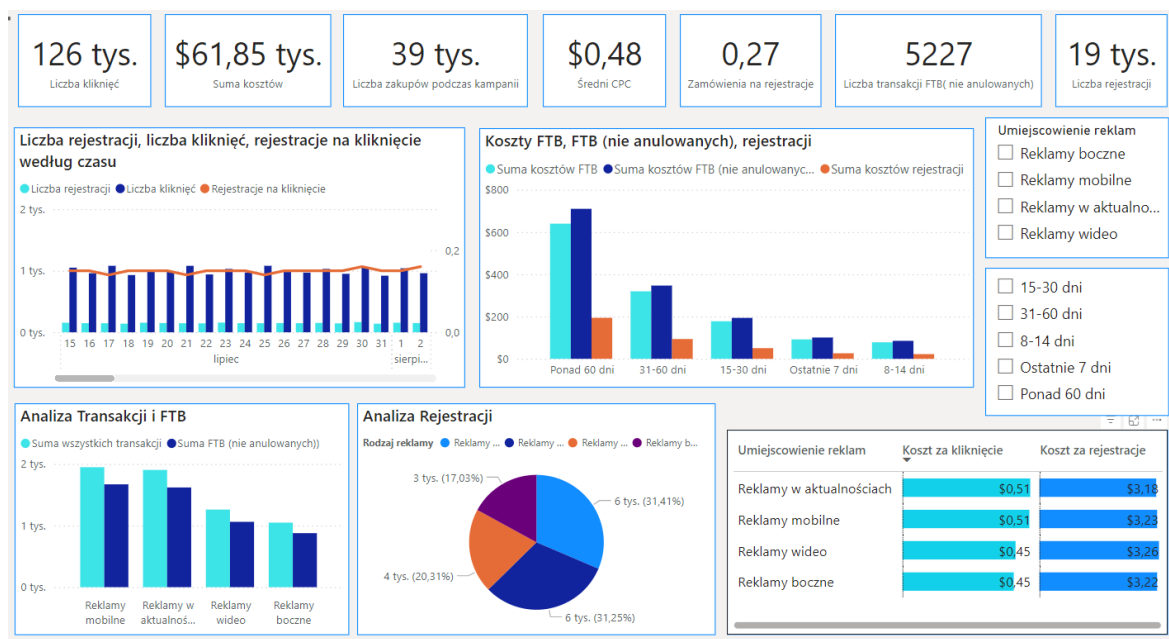 126 tys.
Liczba kliknięć
$61,85 tys.
Suma kosztów
39 tys.
Liczba zakupów podczas kampanii
$0,48
Średni CPC
0,27
Zamówienia na rejestracje
5227
Liczba transakcji FTB( nie anulowanych)
19 tys.
Liczba rejestracji
Liczba rejestracji, liczba kliknięć, rejestracje na kliknięcie
według czasu
Liczba rejestracji Liczba kliknięć Rejestracje na kliknięcie
2 tys.
1 tys.
0 tys.
0,2
0,0
15 16 17 18 19 20 21 22 23 24 25 26 27 28 29 30 31 1 2
lipiec sierpi...
Koszty FTB, FTB (nie anulowanych), rejestracji
Suma kosztów FTB Suma kosztów FTB (nie anulowanyc... Suma kosztów rejestracji
$800
$600
$400
$200
$0
Ponad 60 dni 31-60 dni 15-30 dni Ostatnie 7 dni 8-14 dni
Umiejscowienie reklam
Reklamy boczne
Reklamy mobilne
Reklamy w aktualno...
Reklamy wideo
15-30 dni
31-60 dni
8-14 dni
Ostatnie 7 dni
Ponad 60 dni
Analiza Transakcji i FTB
Suma wszystkich transakcji Suma FTB (nie anulowanych))
2 tys.
1 tys.
0 tys.
Reklamy Reklamy w Reklamy Reklamy
mobilne aktualnoś... wideo boczne
Analiza Rejestracji
Rodzaj reklamy Reklamy ... Reklamy ... Reklamy ... Reklamy b...
3 tys. (17,03%)
6 tys. (31,41%)
4 tys. (20,31%)
6 tys. (31,25%)
Umiejscowienie reklam Koszt za kliknięcie Koszt za rejestracje
Reklamy w aktualnościach $0,51 $3,18
Reklamy mobilne $0,51 $3,23
Reklamy wideo $0,45 $3,26
Reklamy boczne $0,45 $3,22